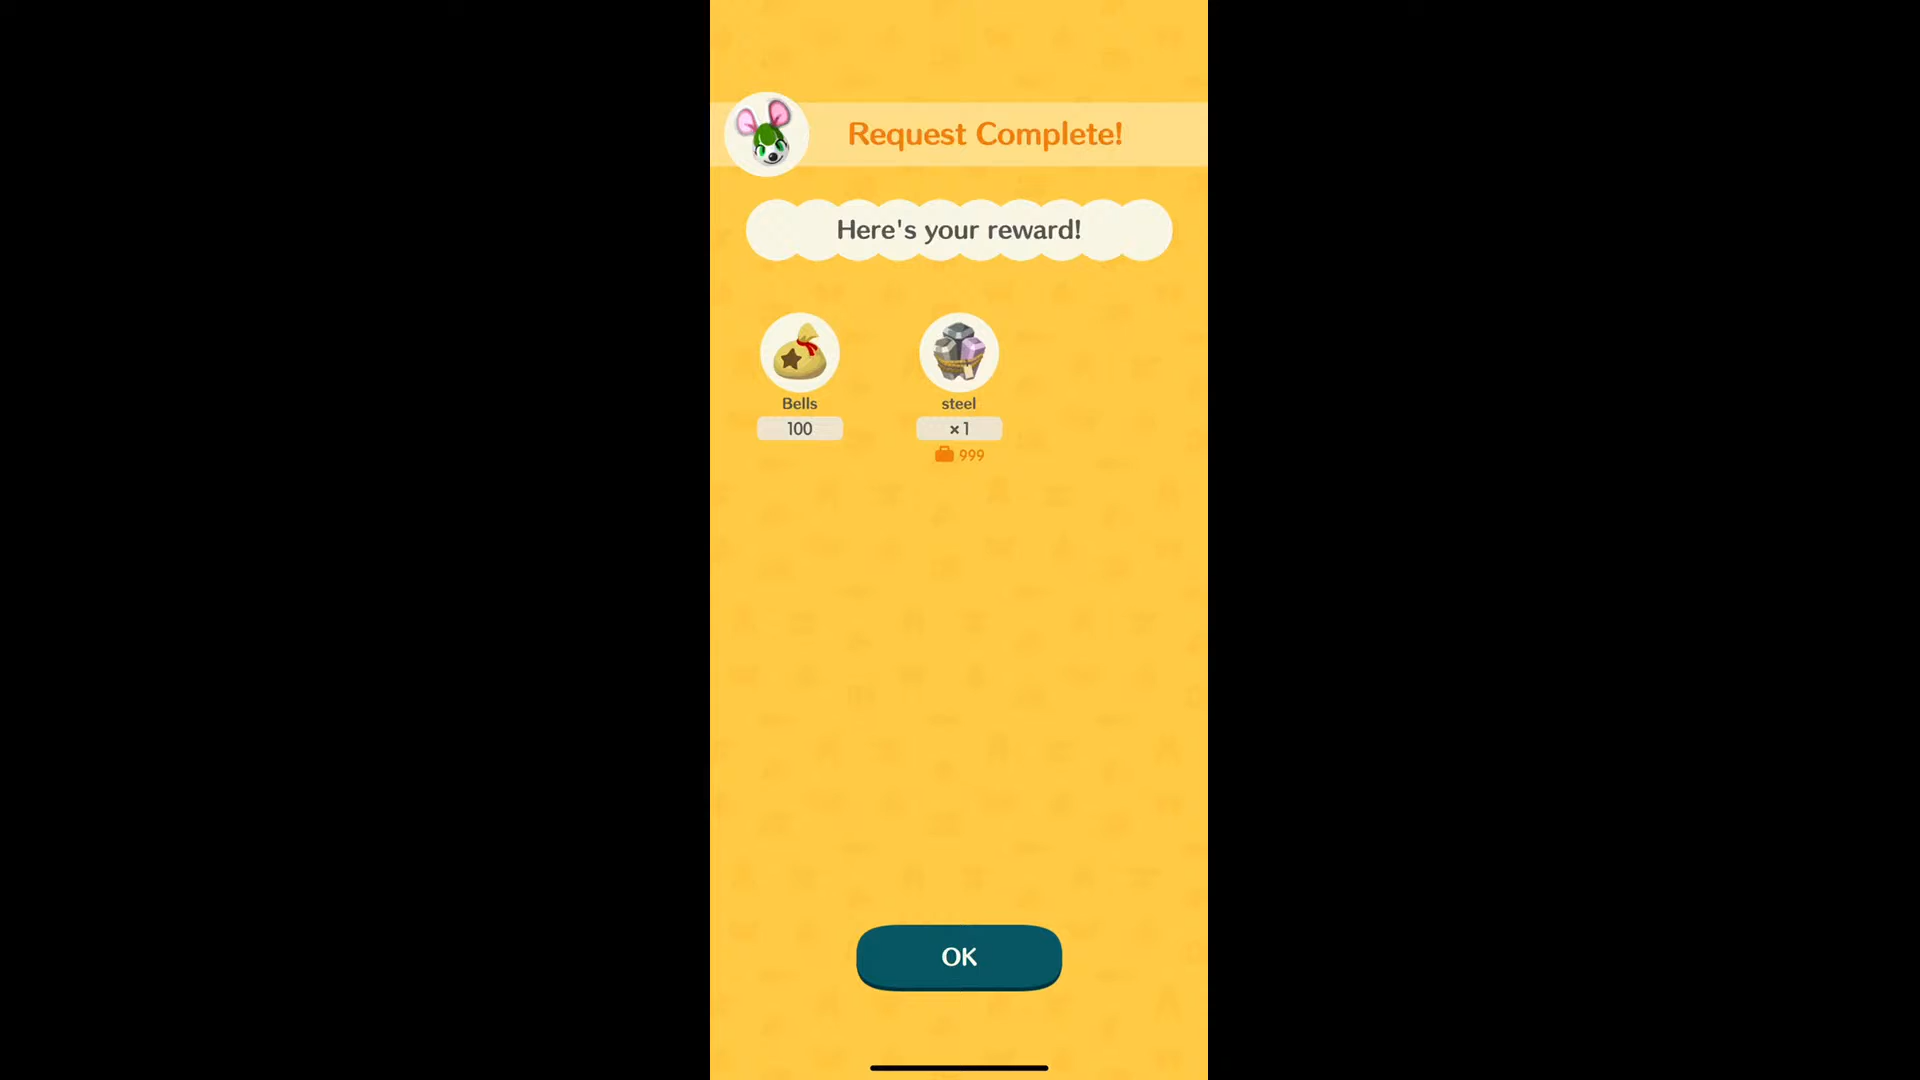 Request Complete!
Here's your reward!
Bells
100
steel
×1
999
OK